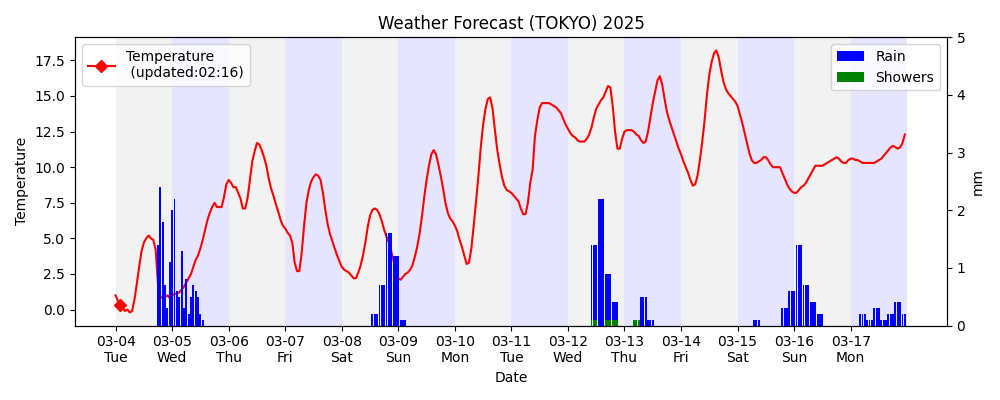 Weather Forecast (TOKYO) 2025
Temperature
(updated:02:16)
Rain
Showers
Temperature
17.5
15.0
12.5
10.0
7.5
5.0
2.5
0.0
5
4
3
2
1
0
mm
03-04 03-05 03-06 03-07 03-08 03-09 03-10 03-11 03-12 03-13 03-14 03-15 03-16 03-17
Tue Wed Thu Fri Sat Sun Mon Tue Wed Thu Fri Sat Sun Mon
Date